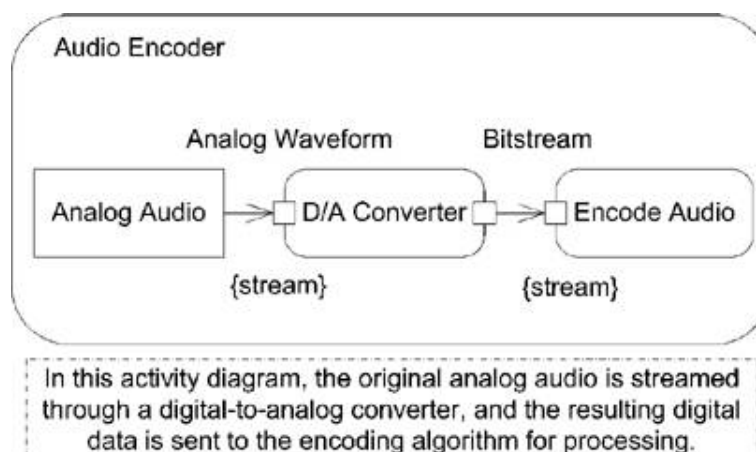 Audio Encoder
Analog Waveform
Bitstream
Analog Audio
D/A Converter
Encode Audio
{stream}
{stream}
In this activity diagram, the original analog audio is streamed
through a digital-to-analog converter, and the resulting digital
data is sent to the encoding algorithm for processing.